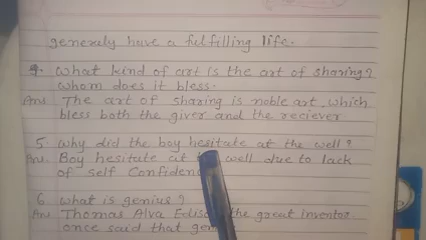 generely have a fulfilling life.
4. What kind of art is the art of sharing?
whom does it bless.
Ans The art of sharing is noble art which
bless both the giver and the reciever
5. Why did the boy hesitate at the well?
Ans. Boy hesitate at well due to lack
of self Confiden
6. what is genius?
Ans Thomas Alva Ediso the great inventor
once said that gen